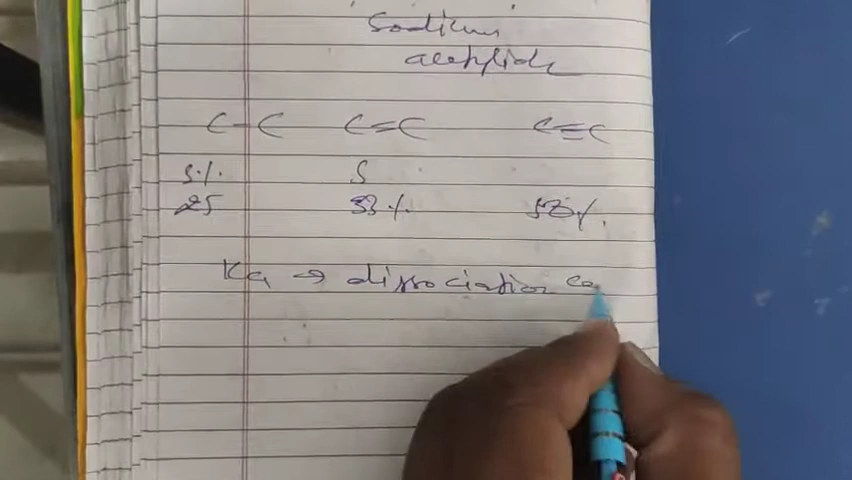 Sodium
acetylide
C-C C=C C≡C
S% S
25 33% 50%.
Ka → dissociation co